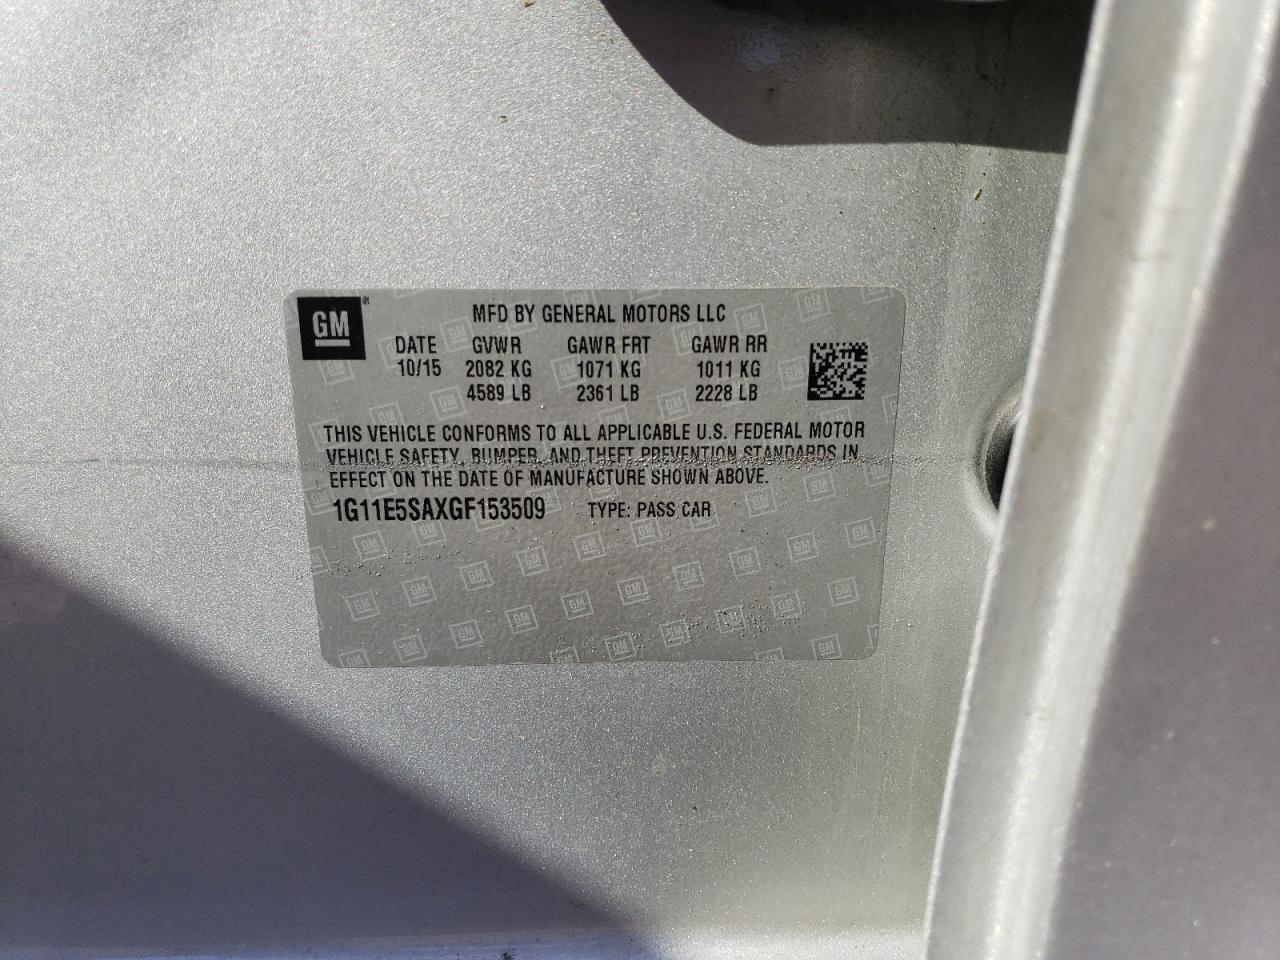 GM ®
MFD BY GENERAL MOTORS LLC
DATE GVWR GAWR FRT GAWR RR
10/15 2082 KG 1071 KG 1011 KG
4589 LB 2361 LB 2228 LB
THIS VEHICLE CONFORMS TO ALL APPLICABLE U.S. FEDERAL MOTOR
VEHICLE SAFETY, BUMPER, AND THEFT PREVENTION STANDARDS IN
EFFECT ON THE DATE OF MANUFACTURE SHOWN ABOVE.
1G11E5SAXGF153509 TYPE: PASS CAR